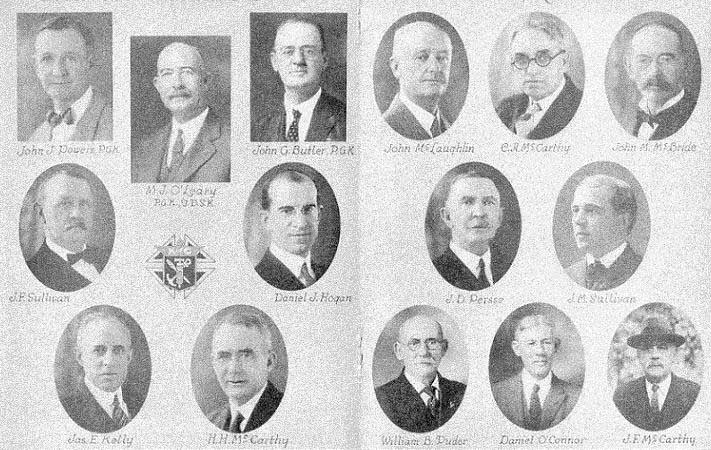 John J. Powers, P.G.K.
M.J. O'Leary
P.G.K., G.B.S.K.
John G. Butler, P.G.K.
John McLaughlin
C.A. McCarthy
John M. McBride
J.F. Sullivan
Daniel J. Hogan
J.D. Persse
J.M. Sullivan
Jas. E. Kelly
H.H. McCarthy
William B. Puder
Daniel O'Connor
J.F. McCarthy